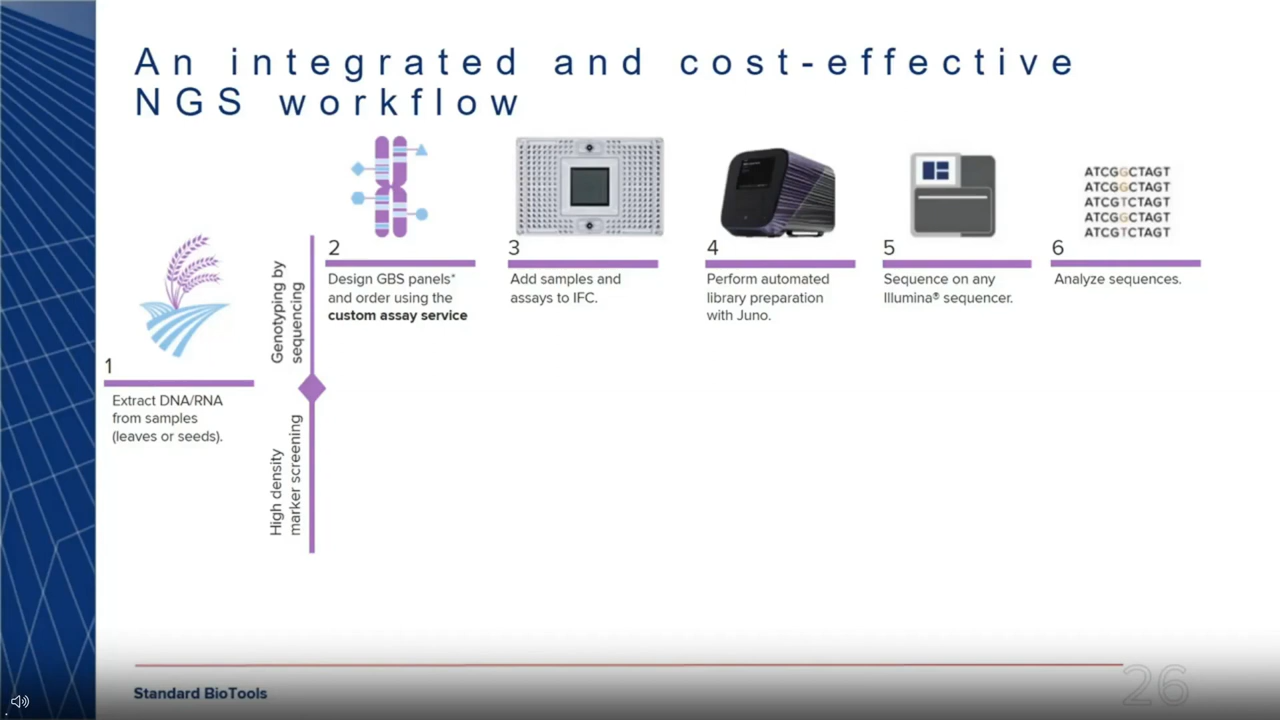 An integrated and cost-effective
NGS workflow
1
Extract DNA/RNA
from samples
(leaves or seeds).
Genotyping by
sequencing
High density
marker screening
2
Design GBS panels*
and order using the
custom assay service
3
Add samples and
assays to IFC.
4
Perform automated
library preparation
with Juno.
5
Sequence on any
Illumina® sequencer.
ATCGGCTAGT
ATCGGCTAGT
ATCGTCTAGT
ATCGGCTAGT
ATCGTCTAGT
6
Analyze sequences.
Standard BioTools
26